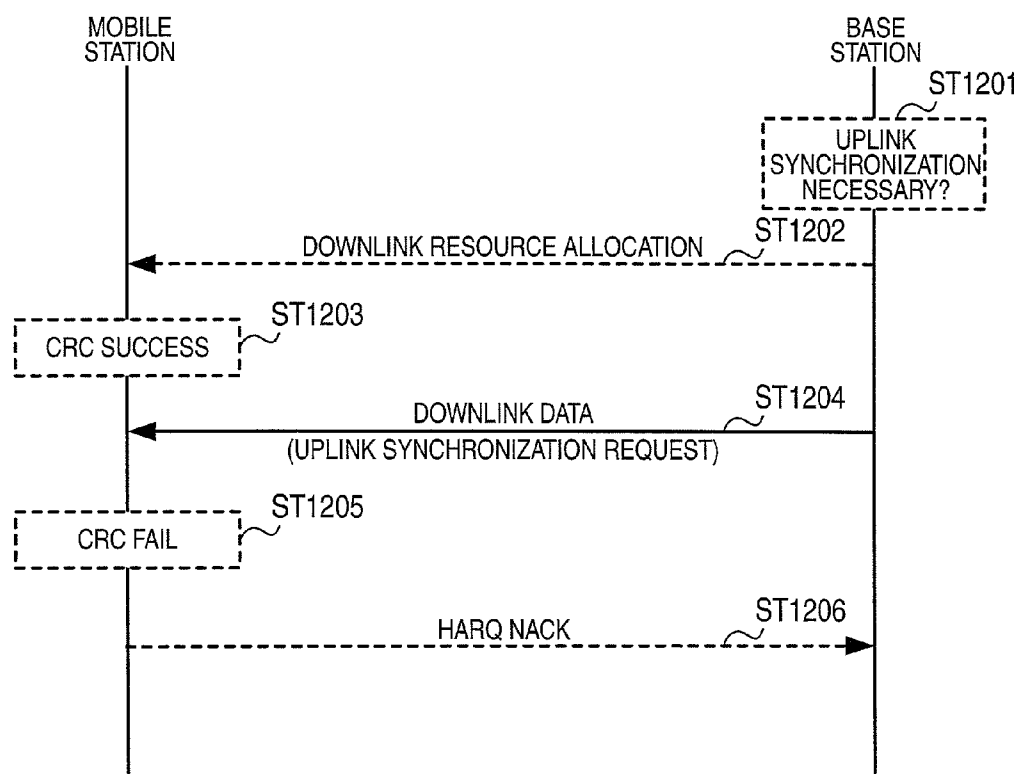 MOBILE
STATION
BASE
STATION
ST1201
UPLINK
SYNCHRONIZATION
NECESSARY?
ST1202
DOWNLINK RESOURCE ALLOCATION
ST1203
CRC SUCCESS
ST1204
DOWNLINK DATA
(UPLINK SYNCHRONIZATION REQUEST)
ST1205
CRC FAIL
ST1206
HARQ NACK